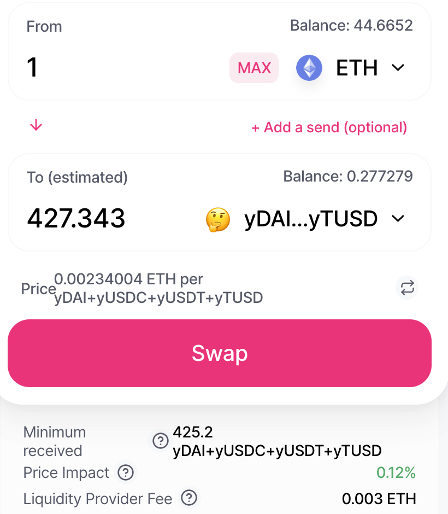 From Balance: 44.6652
1 MAX ETH
+ Add a send (optional)
To (estimated) Balance: 0.277279
427.343 yDAI...yTUSD
Price 0.00234004 ETH per
yDAI+yUSDC+yUSDT+yTUSD
Swap
Minimum received 425.2
yDAI+yUSDC+yUSDT+yTUSD
Price Impact ? 0.12%
Liquidity Provider Fee ? 0.003 ETH